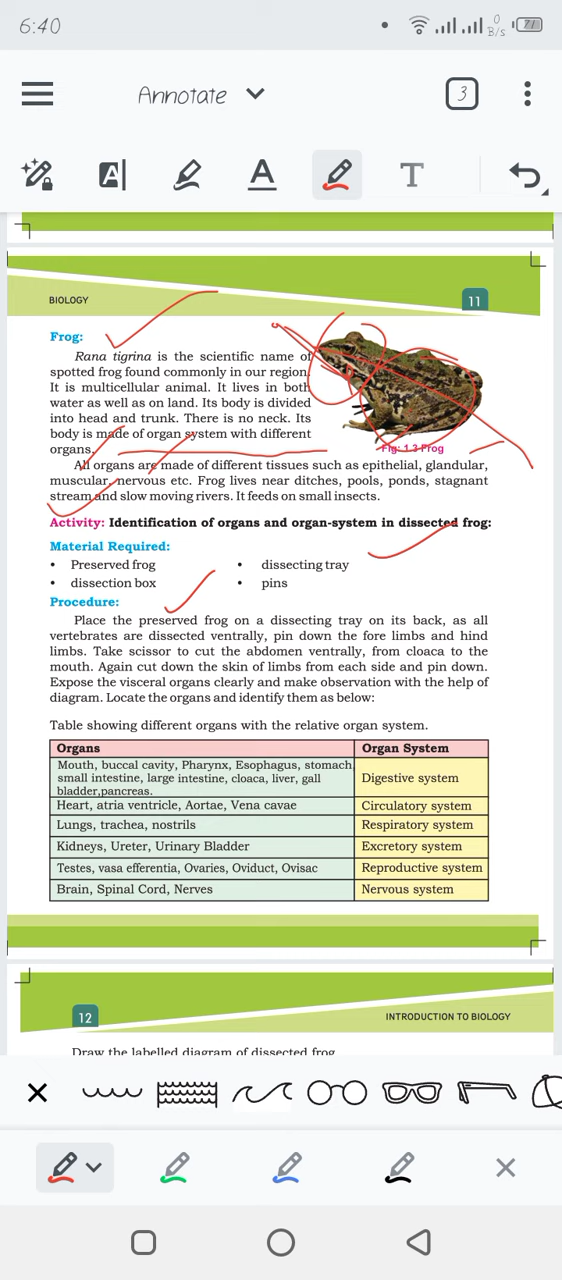 6:40
0
B/s
71
Annotate
3
A
A
T
BIOLOGY
11
Frog:
Rana tigrina is the scientific name of
spotted frog found commonly in our region.
It is multicellular animal. It lives in both
water as well as on land. Its body is divided
into head and trunk. There is no neck. Its
body is made of organ system with different
organs.
Fig: 1.3 Frog
All organs are made of different tissues such as epithelial, glandular,
muscular, nervous etc. Frog lives near ditches, pools, ponds, stagnant
stream and slow moving rivers. It feeds on small insects.
Activity: Identification of organs and organ-system in dissected frog:
Material Required:
• Preserved frog • dissecting tray
• dissection box • pins
Procedure:
Place the preserved frog on a dissecting tray on its back, as all
vertebrates are dissected ventrally, pin down the fore limbs and hind
limbs. Take scissor to cut the abdomen ventrally, from cloaca to the
mouth. Again cut down the skin of limbs from each side and pin down.
Expose the visceral organs clearly and make observation with the help of
diagram. Locate the organs and identify them as below:
Table showing different organs with the relative organ system.
Organs Organ System
Mouth, buccal cavity, Pharynx, Esophagus, stomach,
small intestine, large intestine, cloaca, liver, gall
bladder,pancreas.
Digestive system
Heart, atria ventricle, Aortae, Vena cavae Circulatory system
Lungs, trachea, nostrils Respiratory system
Kidneys, Ureter, Urinary Bladder Excretory system
Testes, vasa efferentia, Ovaries, Oviduct, Ovisac Reproductive system
Brain, Spinal Cord, Nerves Nervous system
12
INTRODUCTION TO BIOLOGY
Draw the labelled diagram of dissected frog